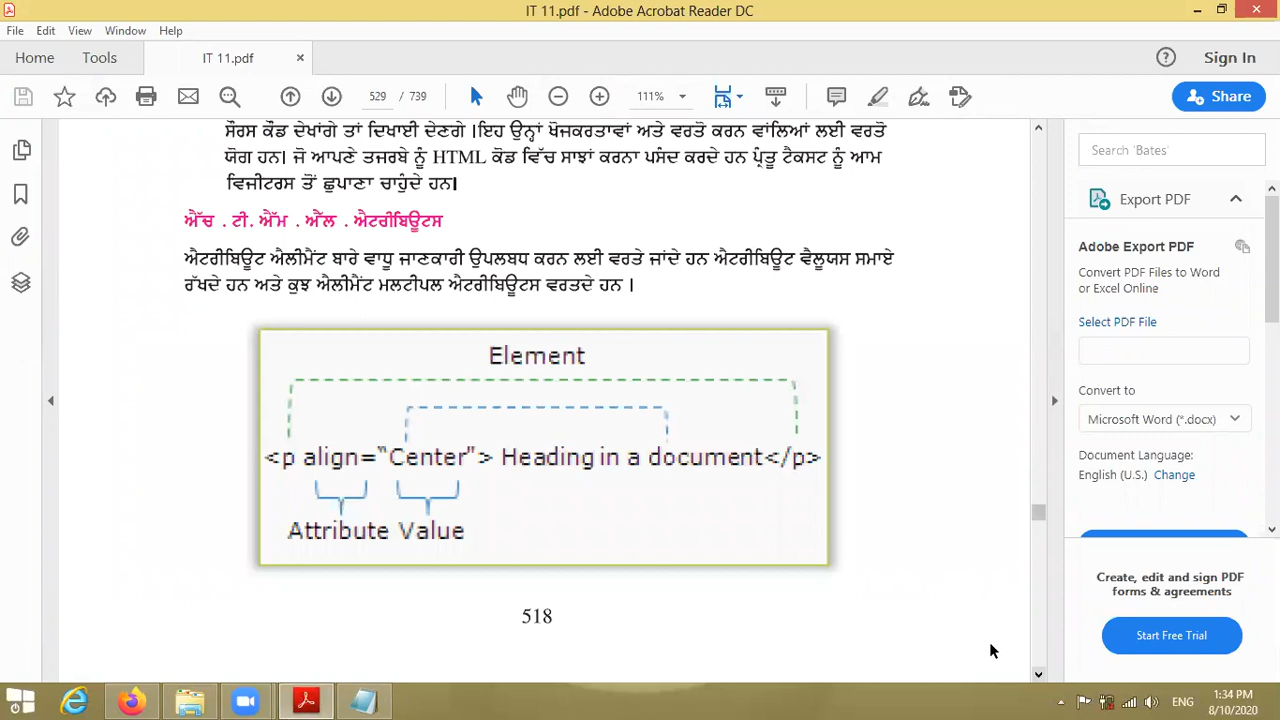 IT 11.pdf - Adobe Acrobat Reader DC
File Edit View Window Help
Home Tools IT 11.pdf × Sign In
529 / 739 111% Share
ਸੌਰਸ ਕੌਡ ਦੇਖਾਂਗੇ ਤਾਂ ਦਿਖਾਈ ਦੇਣਗੇ ।ਇਹ ਉਨ੍ਹਾਂ ਖੋਜਕਰਤਾਵਾਂ ਅਤੇ ਵਰਤੋ ਕਰਨ ਵਾਂਲਿਆਂ ਲਈ ਵਰਤੋ
ਯੋਗ ਹਨ। ਜੋ ਆਪਣੇ ਤਜਰਬੇ ਨੂੰ HTML ਕੋਡ ਵਿੱਚ ਸਾਝਾਂ ਕਰਨਾ ਪਸੰਦ ਕਰਦੇ ਹਨ ਪ੍ਰੰਤੂ ਟੈਕਸਟ ਨੂੰ ਆਮ
ਵਿਜੀਟਰਸ ਤੋਂ ਛੁਪਾਣਾ ਚਾਹੁੰਦੇ ਹਨ।
ਐੱਚ . ਟੀ. ਐੱਮ . ਐੱਲ . ਐਟਰੀਬਿਊਟਸ
ਐਟਰੀਬਿਊਟ ਐਲੀਮੈਂਟ ਬਾਰੇ ਵਾਧੂ ਜਾਣਕਾਰੀ ਉਪਲਬਧ ਕਰਨ ਲਈ ਵਰਤੇ ਜਾਂਦੇ ਹਨ ਐਟਰੀਬਿਊਟ ਵੈਲੂਯਸ ਸਮਾਏ
ਰੱਖਦੇ ਹਨ ਅਤੇ ਕੁਝ ਐਲੀਮੈਂਟ ਮਲਟੀਪਲ ਐਟਰੀਬਿਊਟਸ ਵਰਤਦੇ ਹਨ ।
Element
<p align="Center"> Heading in a document</p>
Attribute Value
518
Search 'Bates'
Export PDF
Adobe Export PDF
Convert PDF Files to Word
or Excel Online
Select PDF File
Convert to
Microsoft Word (*.docx)
Document Language:
English (U.S.) Change
Create, edit and sign PDF
forms & agreements
Start Free Trial
ENG 1:34 PM
8/10/2020